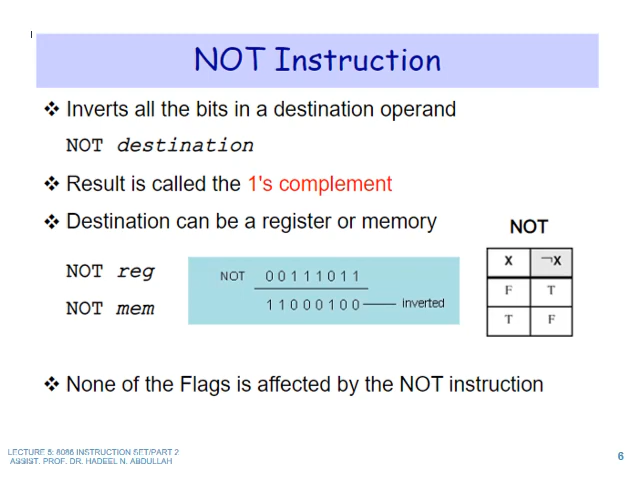 NOT Instruction
❖ Inverts all the bits in a destination operand
NOT destination
❖ Result is called the 1's complement
❖ Destination can be a register or memory
NOT reg
NOT mem
NOT 0 0 1 1 1 0 1 1
1 1 0 0 0 1 0 0 inverted
NOT
X ¬X
F T
T F
❖ None of the Flags is affected by the NOT instruction
LECTURE 5: 8086 INSTRUCTION SET/PART 2
ASSIST. PROF. DR. HADEEL N. ABDULLAH
6